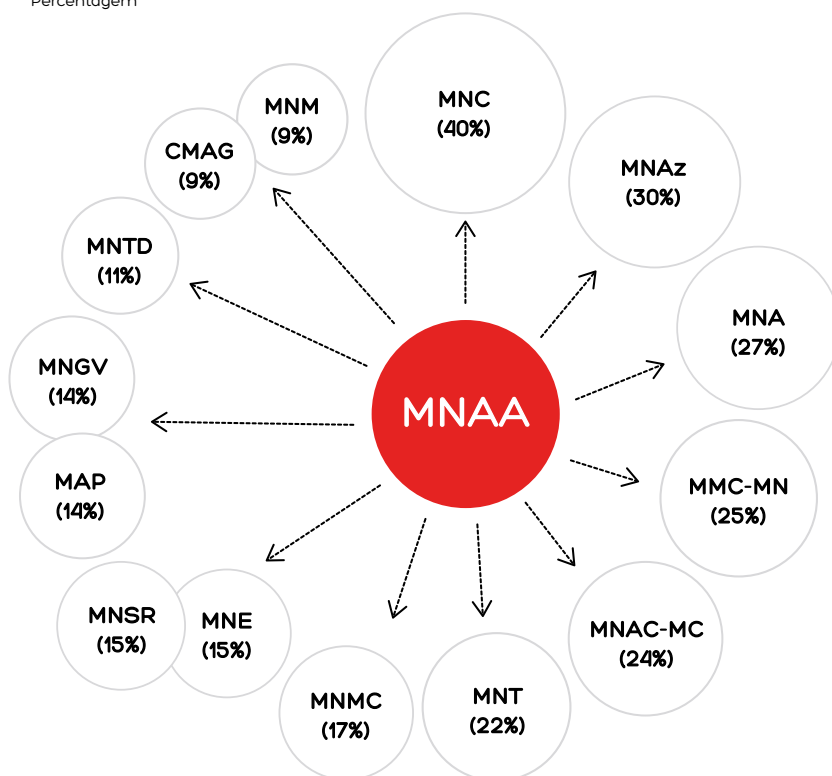 Percentagem
MNC
(40%)
MNM
(9%)
CMAG
(9%)
MNAz
(30%)
MNTD
(11%)
MNA
(27%)
MNGV
(14%)
MNAA
MAP
(14%)
MMC-MN
(25%)
MNSR
(15%)
MNE
(15%)
MNAC-MC
(24%)
MNMC
(17%)
MNT
(22%)